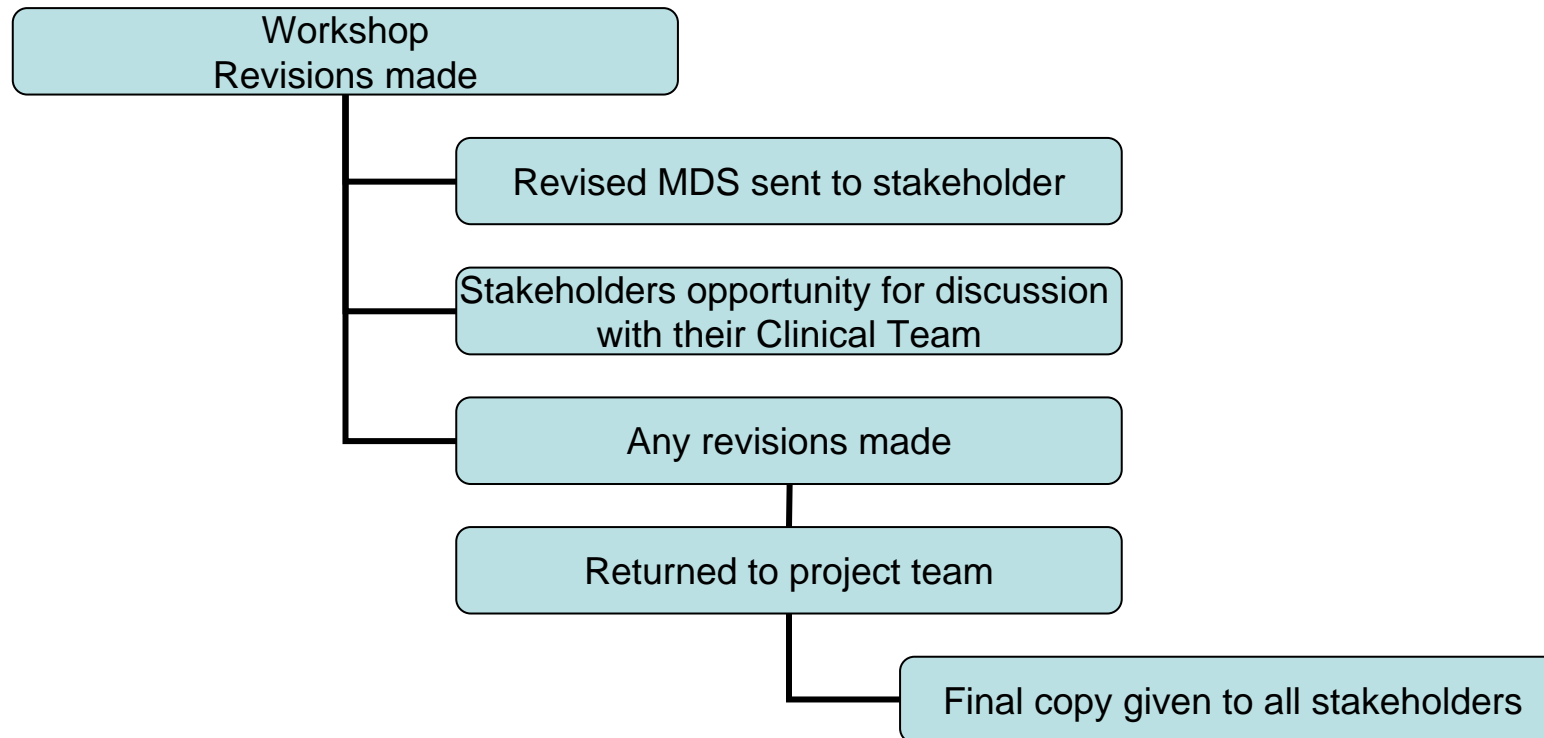 Workshop
Revisions made
Revised MDS sent to stakeholder
Stakeholders opportunity for discussion
with their Clinical Team
Any revisions made
Returned to project team
Final copy given to all stakeholders